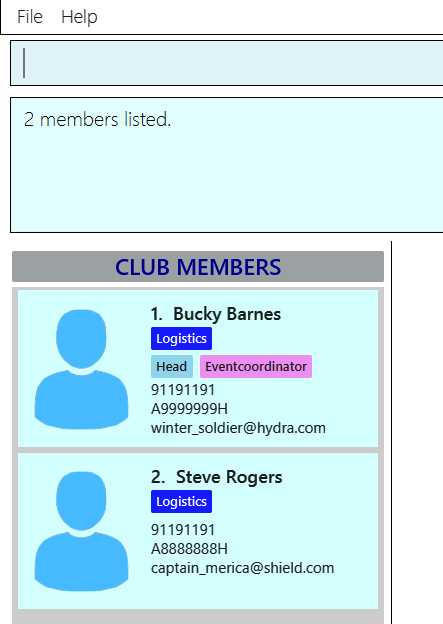 File Help
2 members listed.
CLUB MEMBERS
1. Bucky Barnes
Logistics
Head Eventcoordinator
91191191
A9999999H
winter_soldier@hydra.com
2. Steve Rogers
Logistics
91191191
A8888888H
captain_merica@shield.com